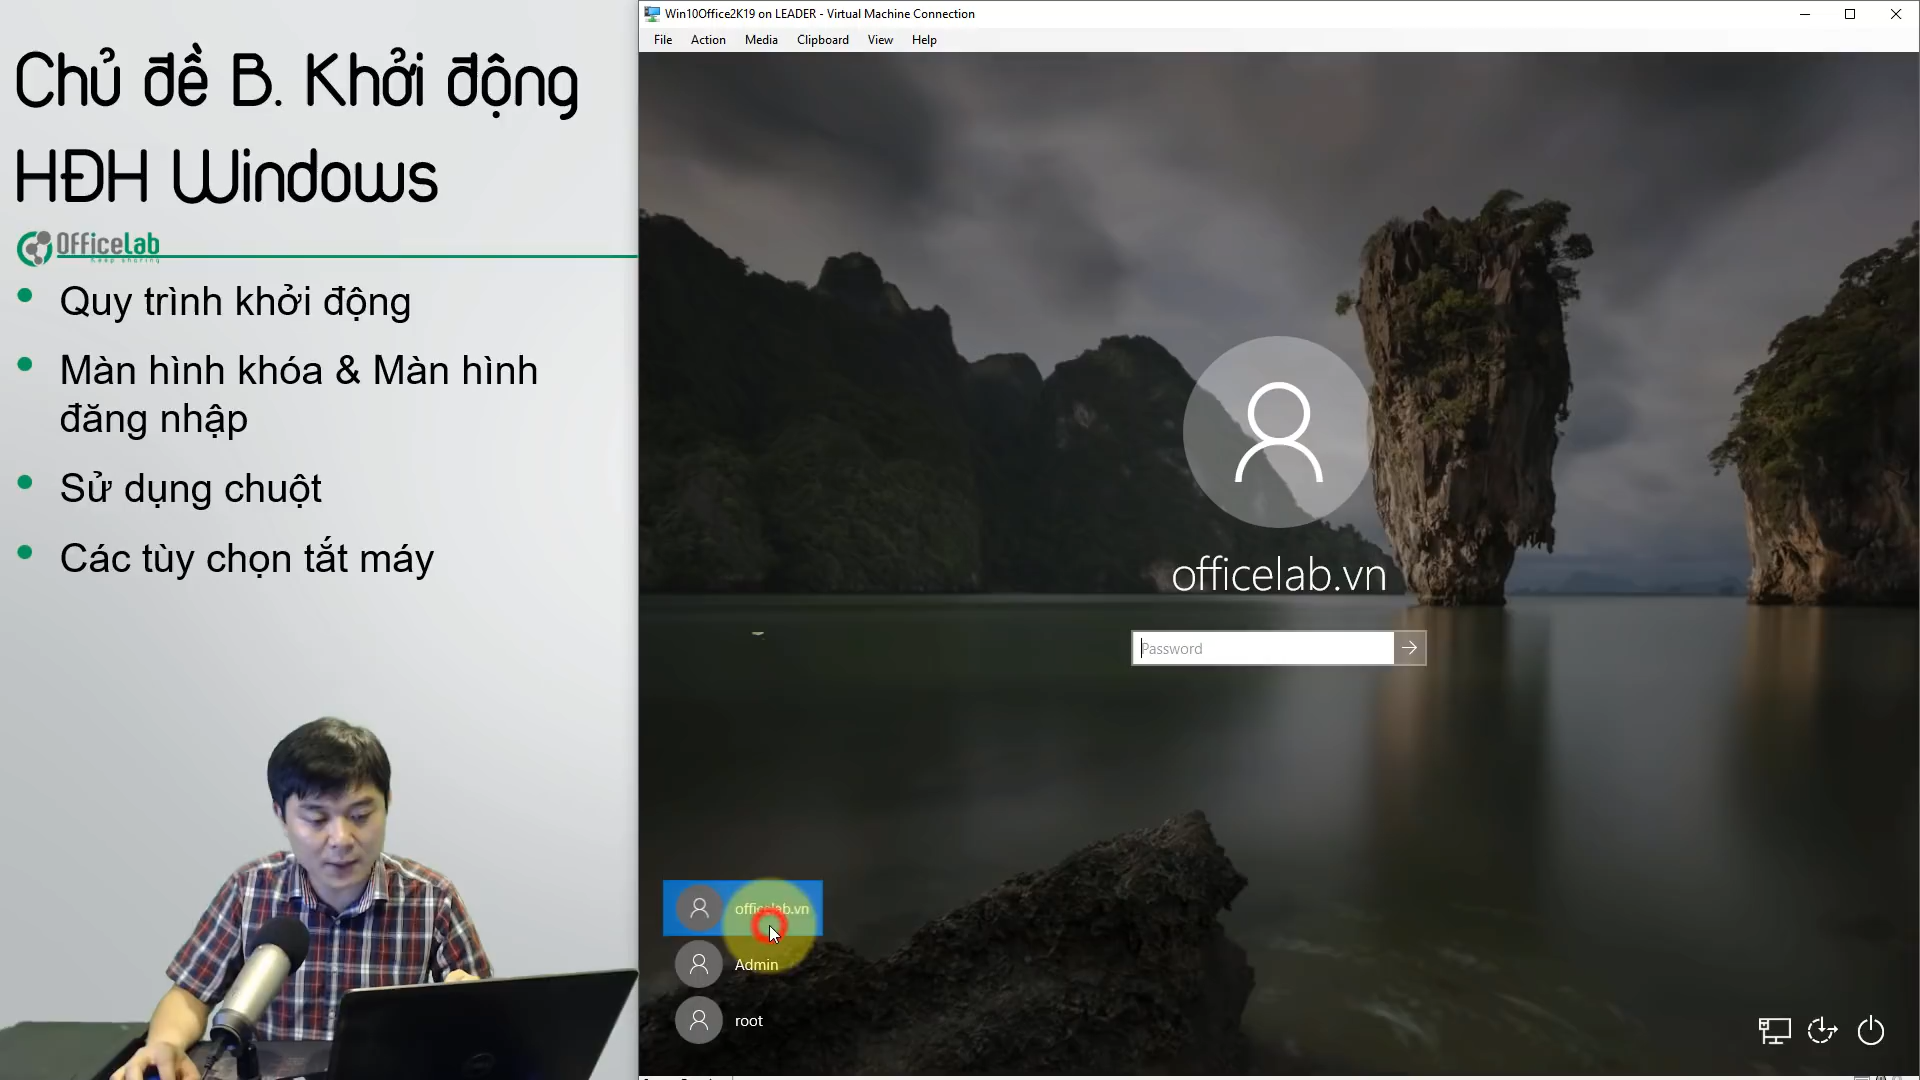 Win10Office2K19 on LEADER - Virtual Machine Connection
File Action Media Clipboard View Help
Chủ đề B. Khởi động
HĐH Windows
OfficeLab
Keep sharing
Quy trình khởi động
Màn hình khóa & Màn hình
đăng nhập
Sử dụng chuột
Các tùy chọn tắt máy
officelab.vn
Password
officelab.vn
Admin
root